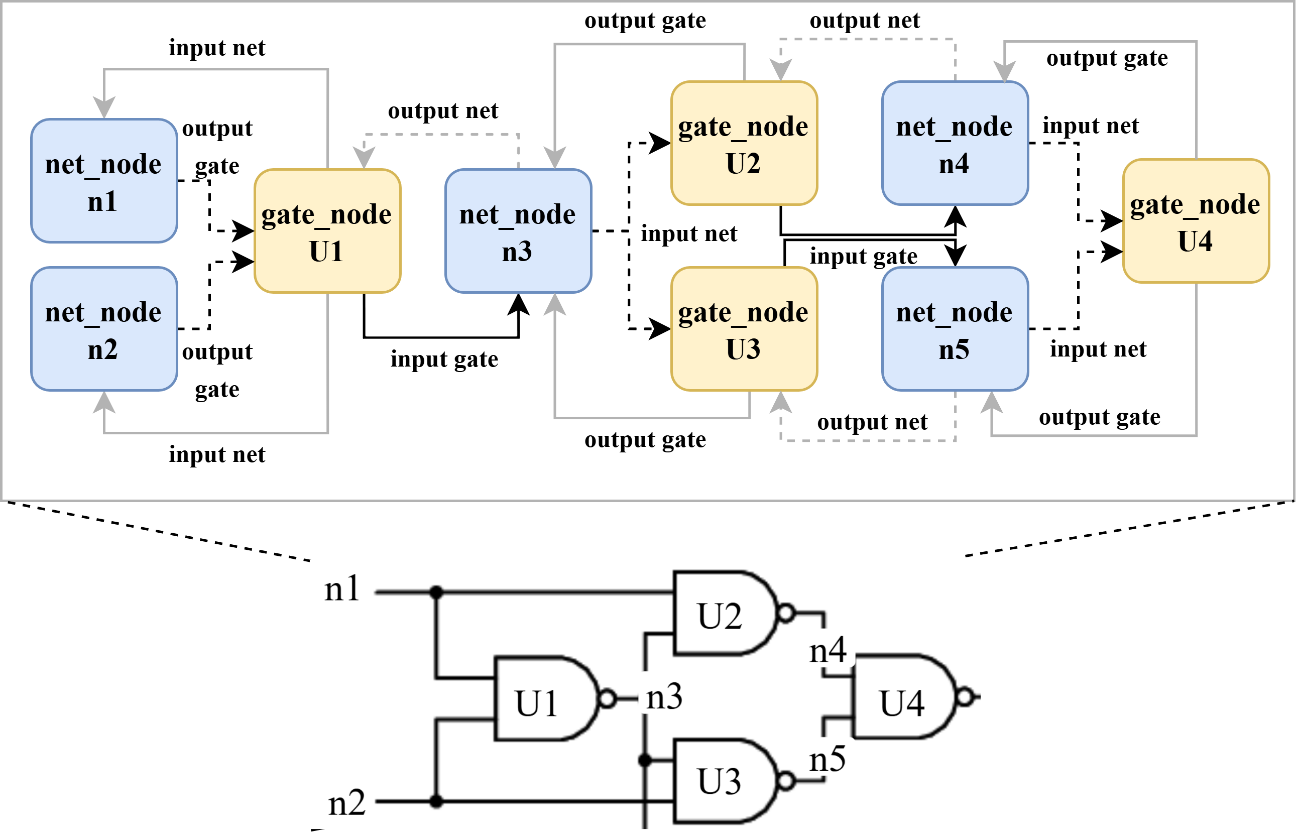 output gate
output net
input net
output gate
output net
output
gate
net_node
n1
gate_node
U2
net_node
n4
input net
gate_node
U1
net_node
n3
input net
gate_node
U4
input gate
net_node
n2
gate_node
U3
net_node
n5
output
gate
input gate
input net
output net
output gate
output gate
input net
n1
U2
n4
U1
n3
U4
n5
U3
n2